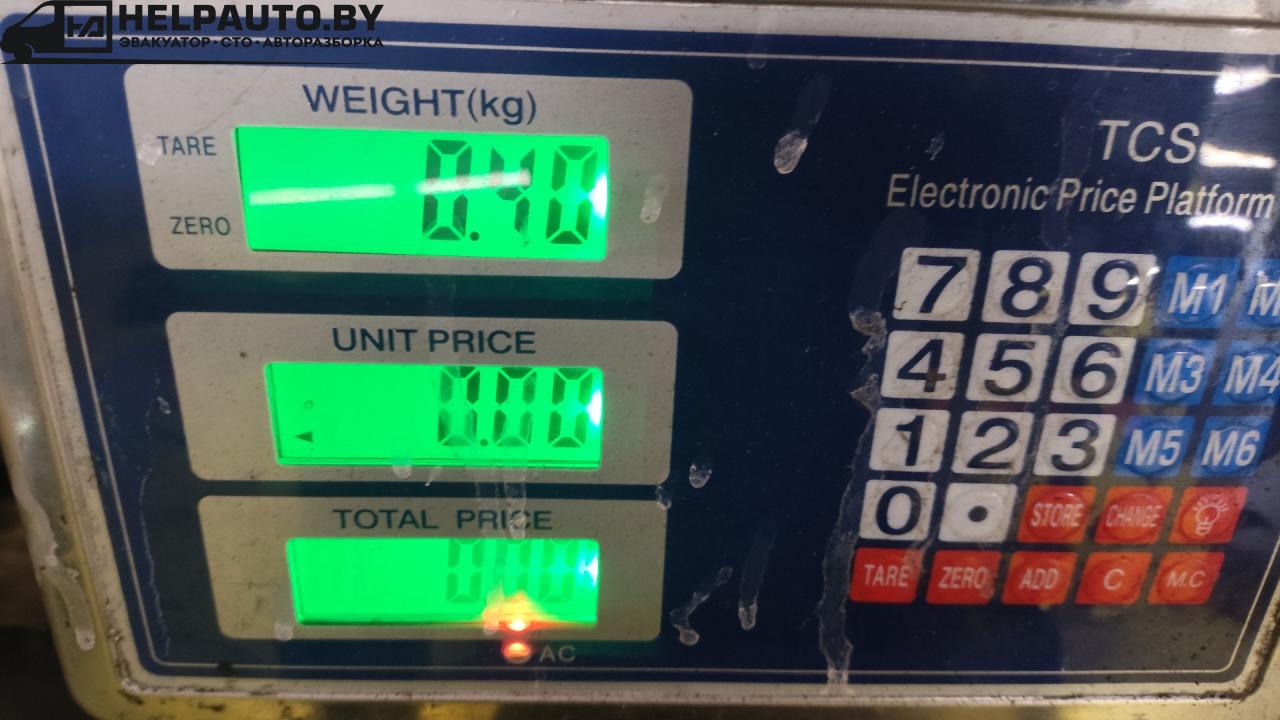 HELPAUTO.BY
ЭВАКУАТОР·СТО·АВТОРАЗБОРКА
WEIGHT(kg)
TARE
0.40
ZERO
UNIT PRICE
0.00
TOTAL PRICE
AC
TCS
Electronic Price Platform
7 8 9 M1 M
4 5 6 M3 M4
1 2 3 M5 M6
0 . STORE CHANGE
TARE ZERO ADD C M.C